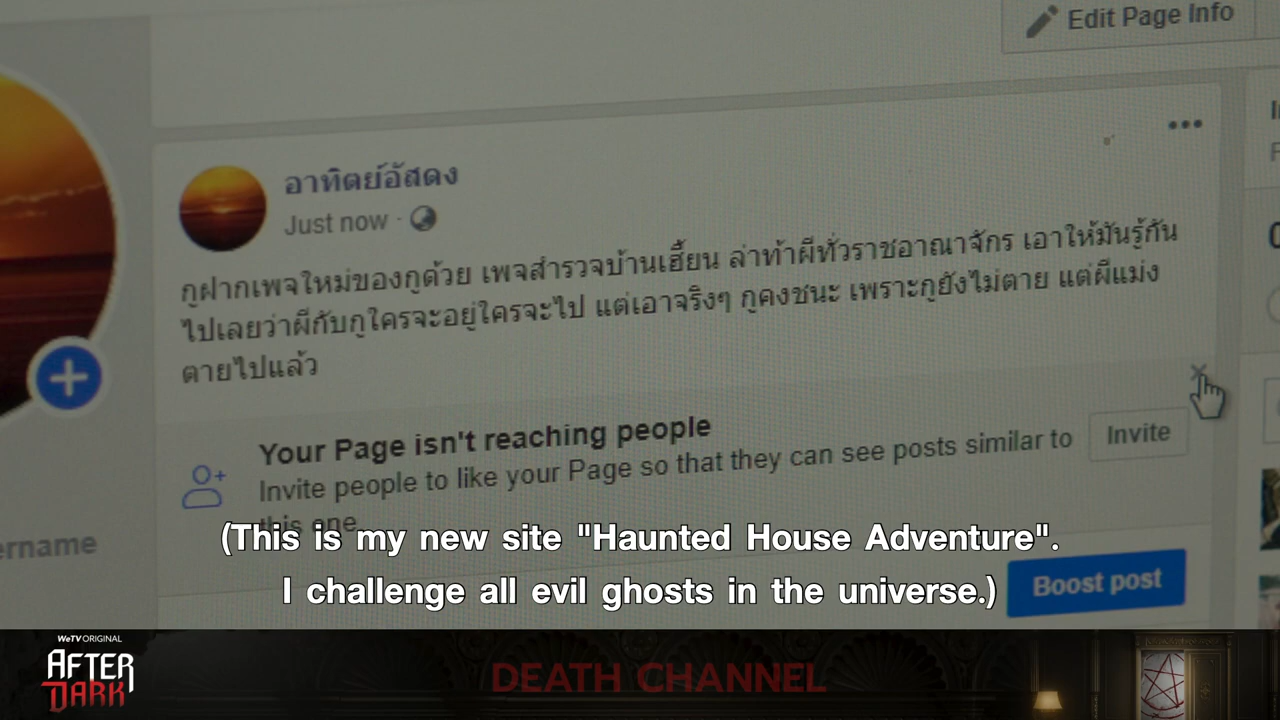 Edit Page Info
อาทิตย์อัสดง
Just now ·
กูฝากเพจใหม่ของกูด้วย เพจสำรวจบ้านเฮี้ยน ล่าท้าผีทั่วราชอาณาจักร เอาให้มันรู้กัน
ไปเลยว่าผีกับกูใครจะอยู่ใครจะไป แต่เอาจริงๆ กูคงชนะ เพราะกูยังไม่ตาย แต่ผีแม่ง
ตายไปแล้ว
Your Page isn't reaching people
Invite people to like your Page so that they can see posts similar to
this one.
Invite
ername
(This is my new site "Haunted House Adventure".
I challenge all evil ghosts in the universe.)
Boost post
WeTV ORIGINAL
AFTER
DARK
DEATH CHANNEL